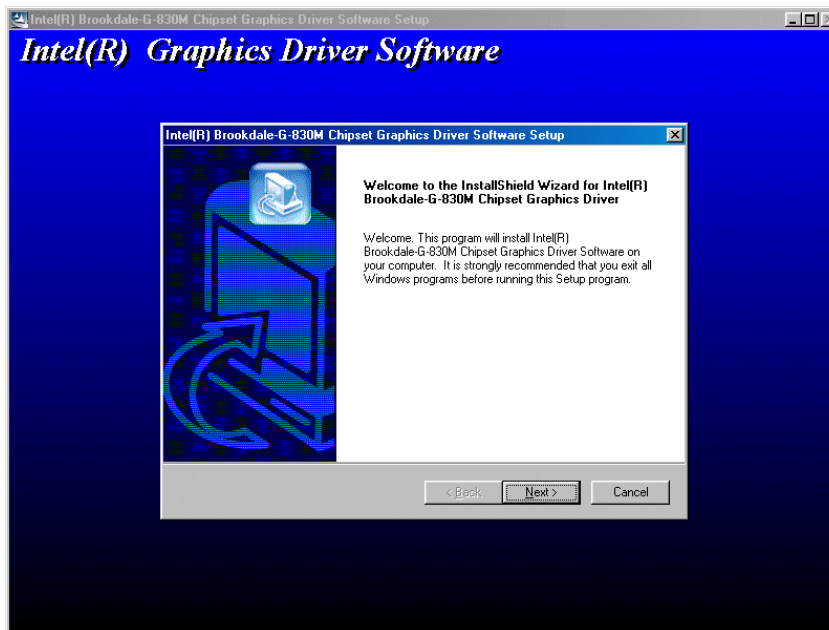 Intel(R) Brookdale-G-830M Chipset Graphics Driver Software Setup
Intel(R) Graphics Driver Software
Intel(R) Brookdale-G-830M Chipset Graphics Driver Software Setup
Welcome to the InstallShield Wizard for Intel(R)
Brookdale-G-830M Chipset Graphics Driver
Welcome. This program will install Intel(R)
Brookdale-G-830M Chipset Graphics Driver Software on
your computer. It is strongly recommended that you exit all
Windows programs before running this Setup program.
< Back Next > Cancel